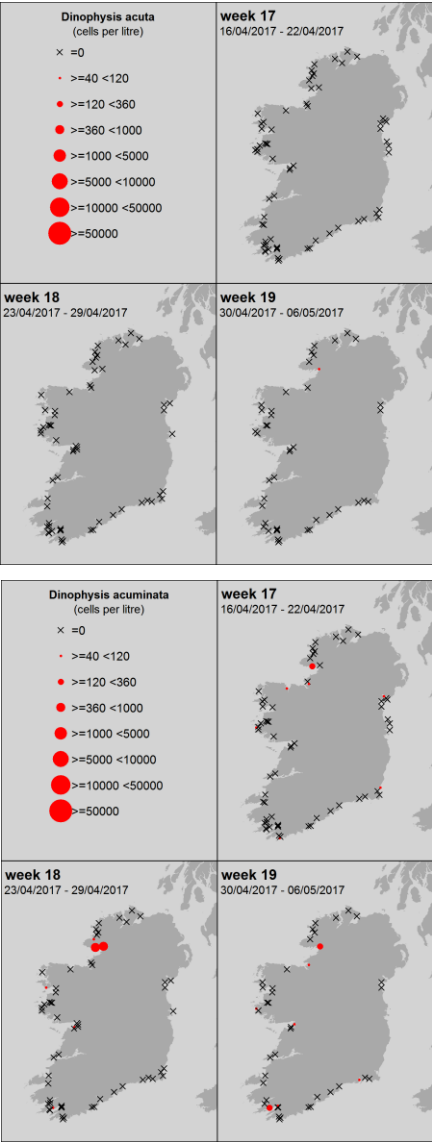 Dinophysis acuta
(cells per litre)
=0
>=40 <120
>=120 <360
>=360 <1000
>=1000 <5000
>=5000 <10000
>=10000 <50000
>=50000
week 17
16/04/2017 - 22/04/2017
week 18
23/04/2017 - 29/04/2017
week 19
30/04/2017 - 06/05/2017
Dinophysis acuminata
(cells per litre)
=0
>=40 <120
>=120 <360
>=360 <1000
>=1000 <5000
>=5000 <10000
>=10000 <50000
>=50000
week 17
16/04/2017 - 22/04/2017
week 18
23/04/2017 - 29/04/2017
week 19
30/04/2017 - 06/05/2017